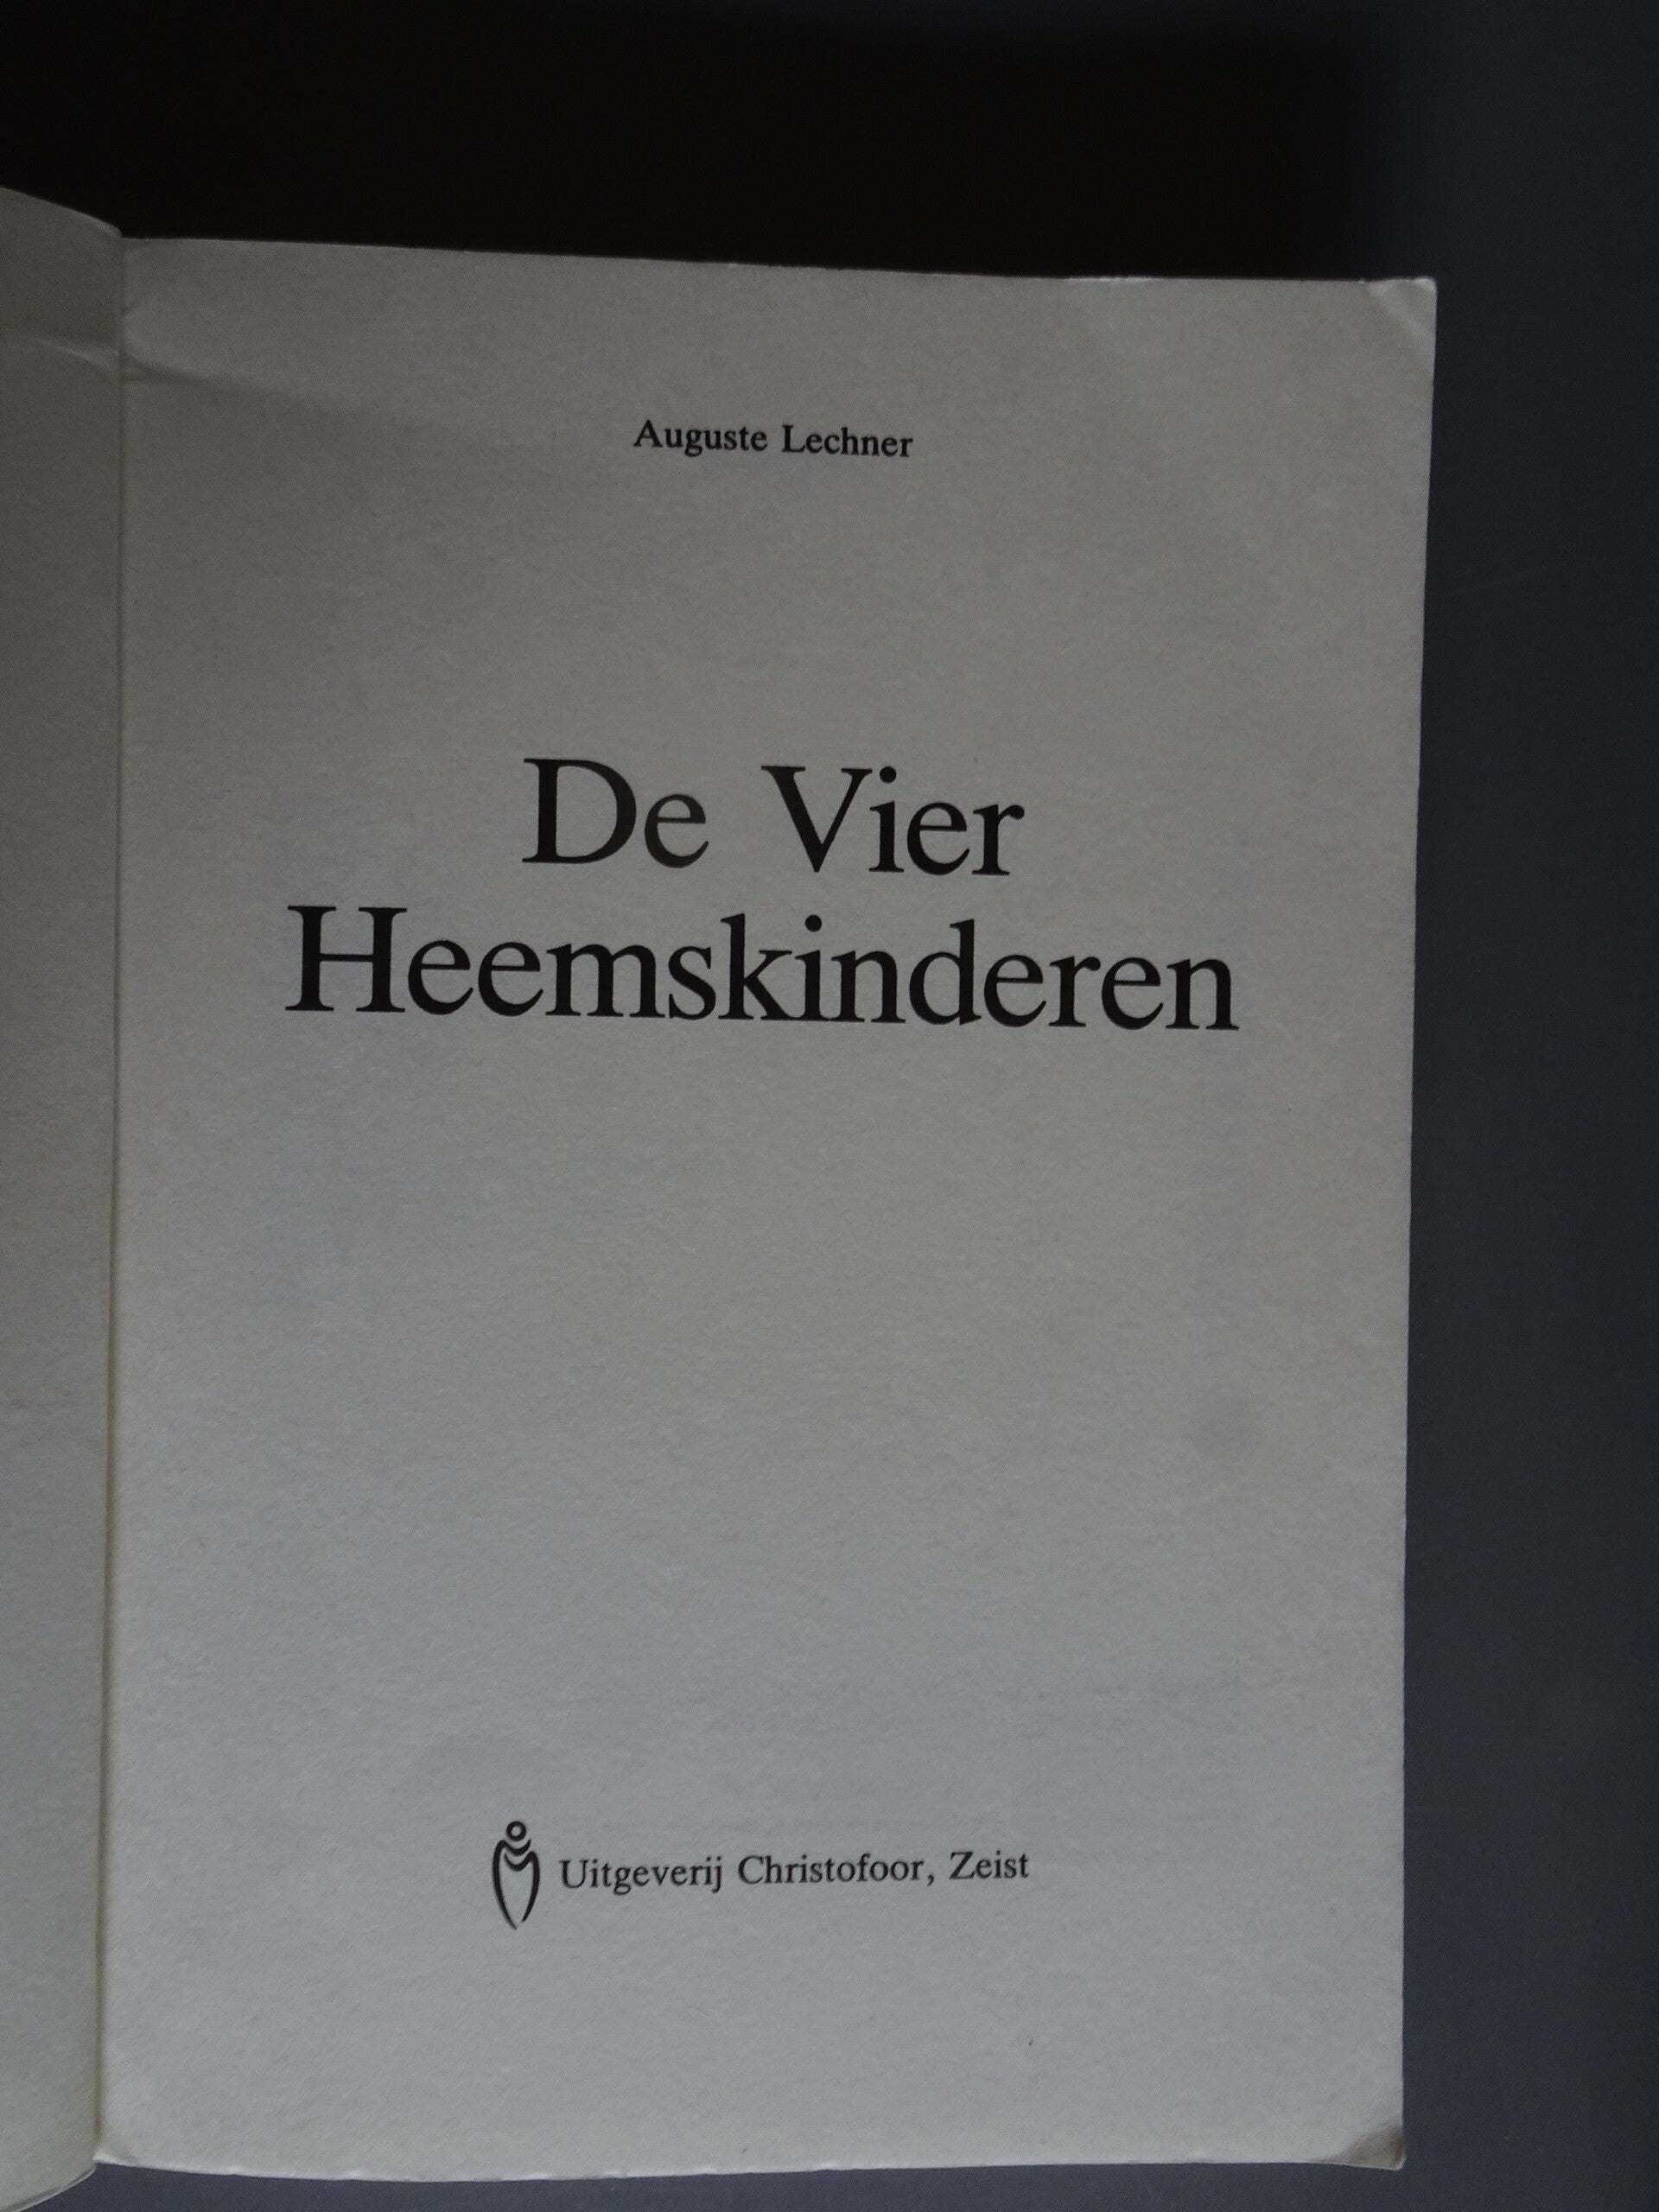 Auguste Lechner
De Vier
Heemskinderen
Uitgeverij Christofoor, Zeist